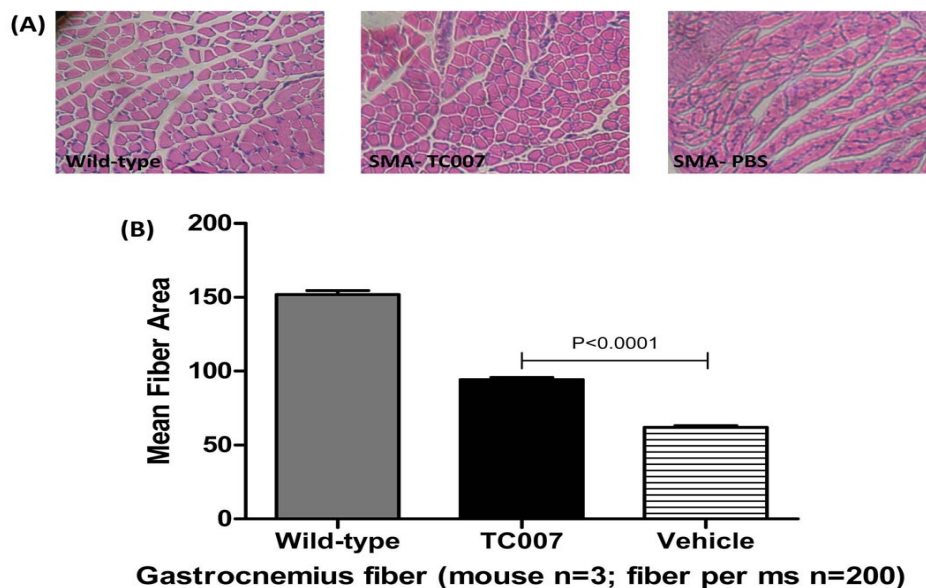 (A)
Wild-type
SMA- TC007
SMA- PBS
(B)
200
150
100
50
0
Mean Fiber Area
P<0.0001
Wild-type
TC007
Vehicle
Gastrocnemius fiber (mouse n=3; fiber per ms n=200)